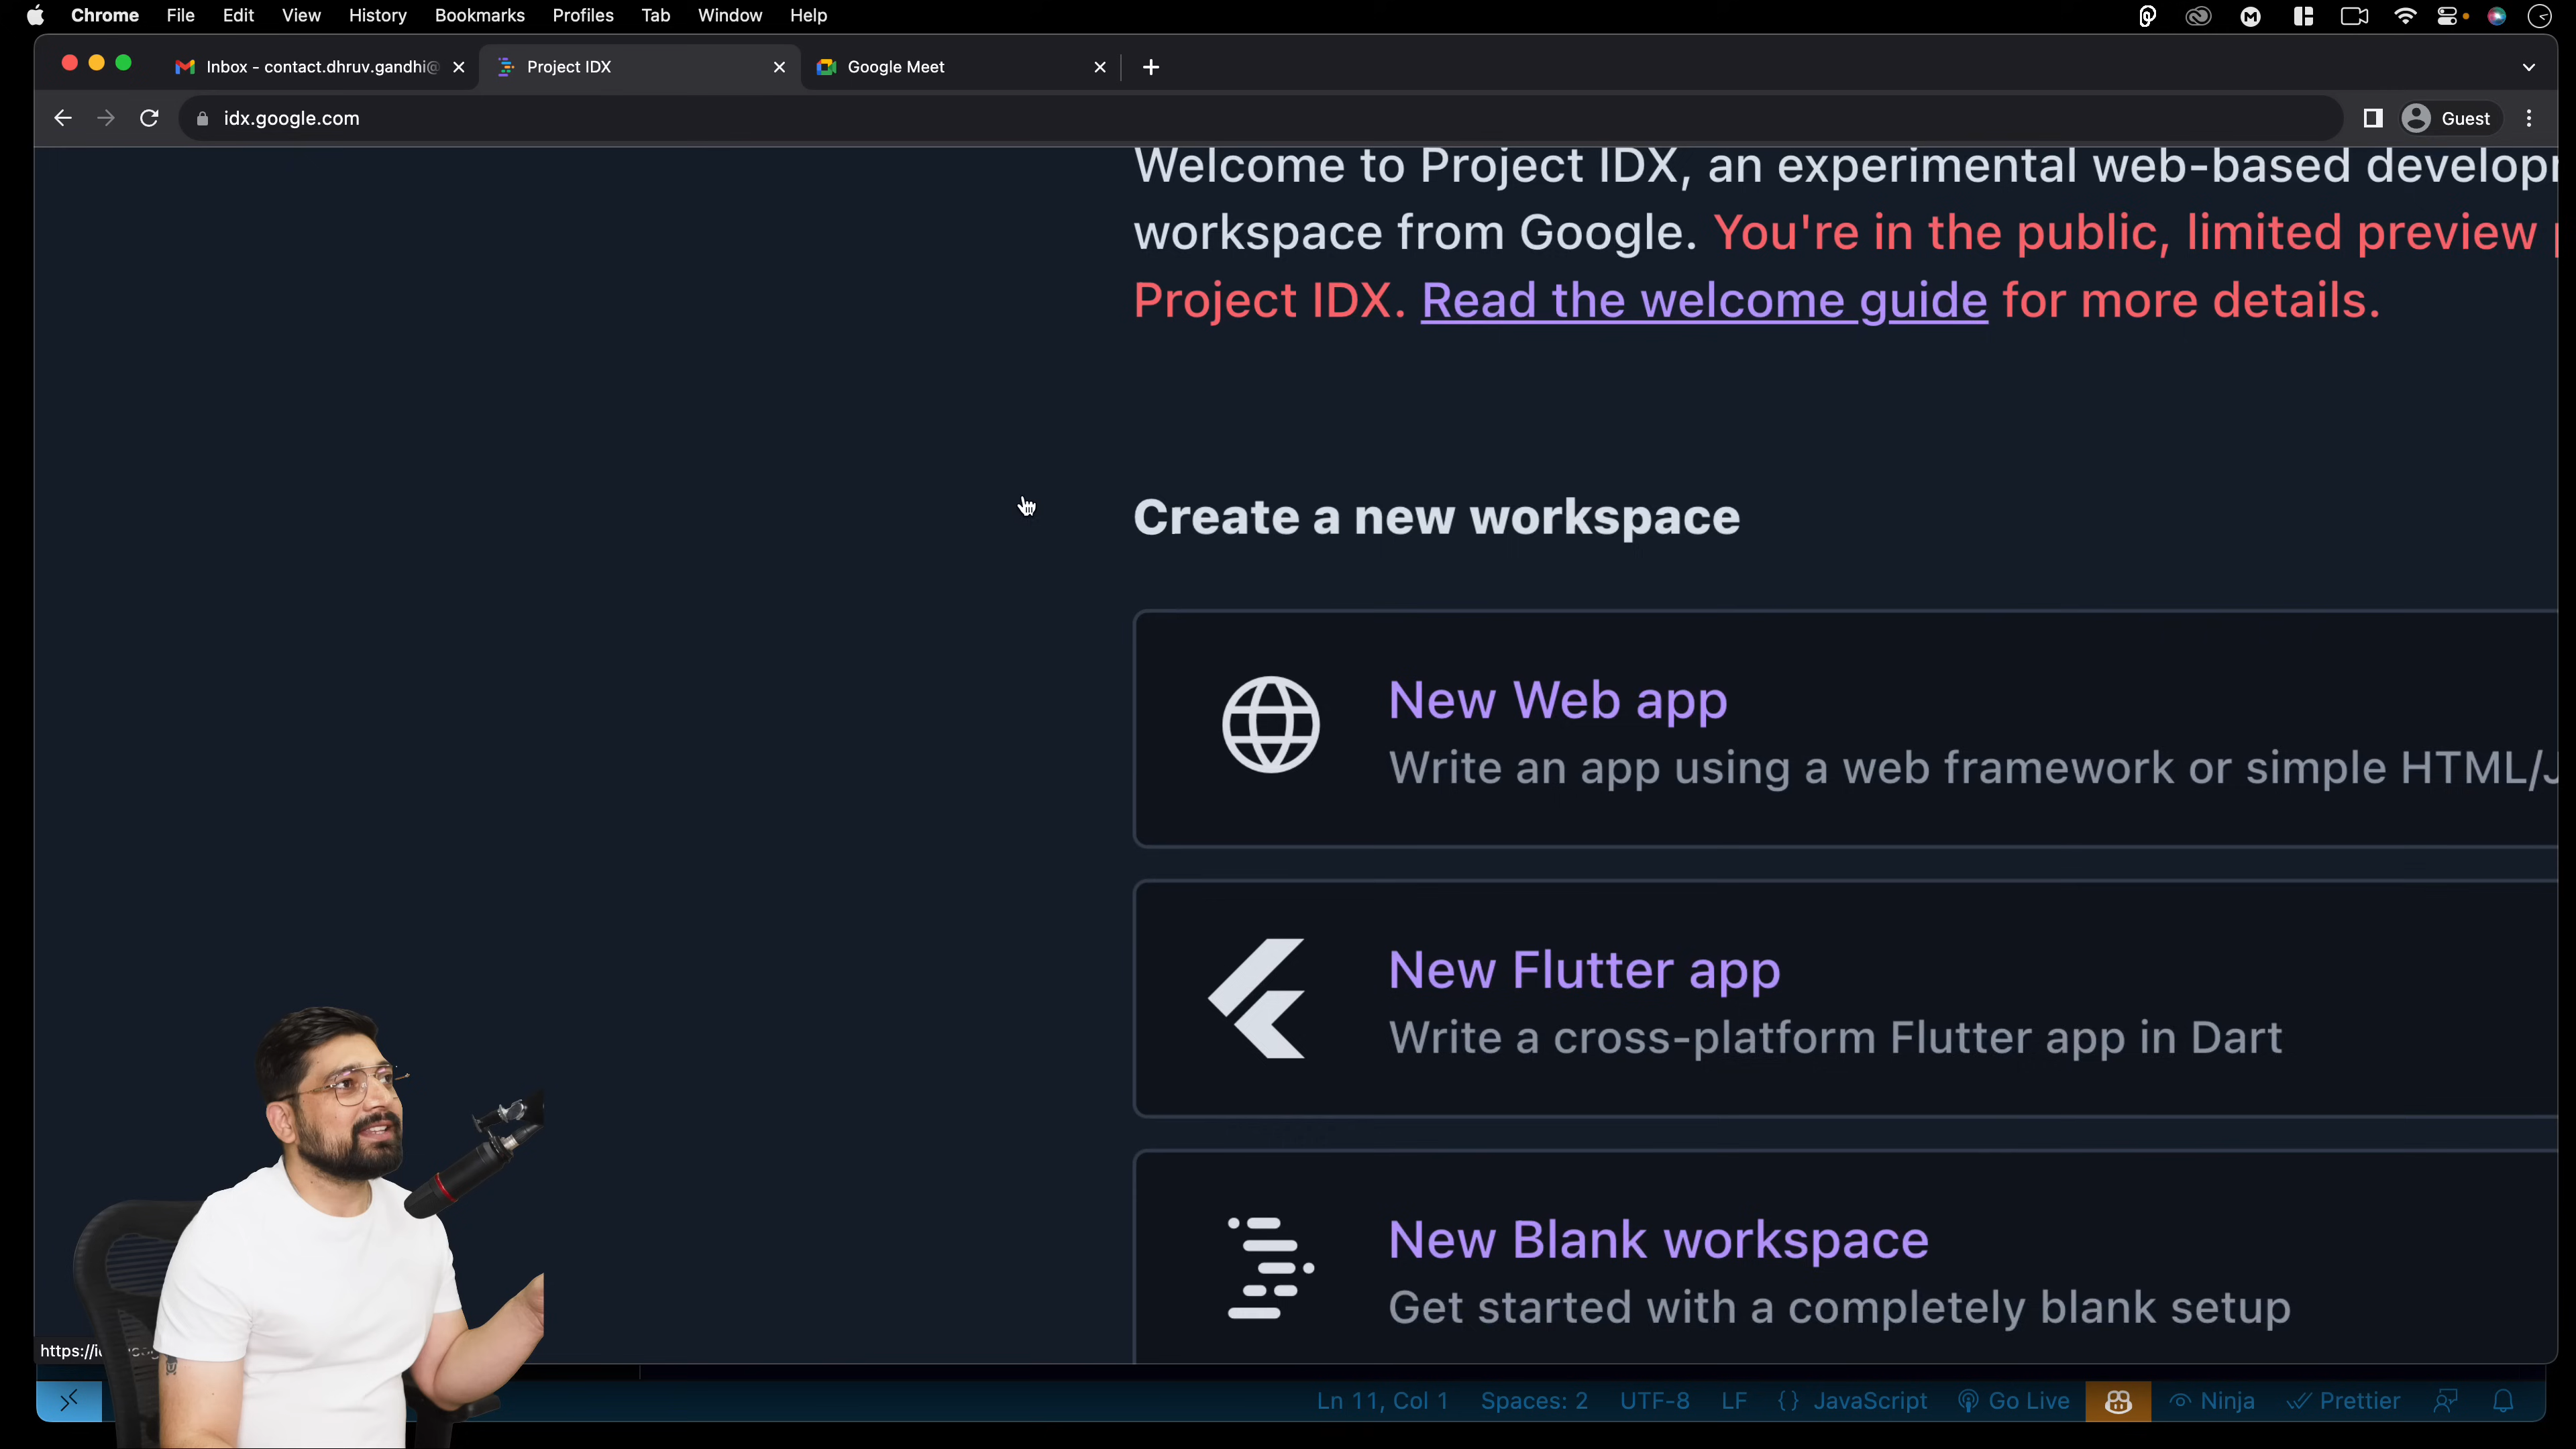 Chrome File Edit View History Bookmarks Profiles Tab Window Help
Inbox - contact.dhruv.gandhi@ Project IDX Google Meet
idx.google.com Guest
Welcome to Project IDX, an experimental web-based
workspace from Google. You're in the public, limited preview
Project IDX. Read the welcome guide for more details.
Create a new workspace
New Web app
Write an app using a web framework or simple HTML/J
New Flutter app
Write a cross-platform Flutter app in Dart
New Blank workspace
Get started with a completely blank setup
Ln 11, Col 1 Spaces: 2 UTF-8 LF {} JavaScript Go Live Ninja Prettier